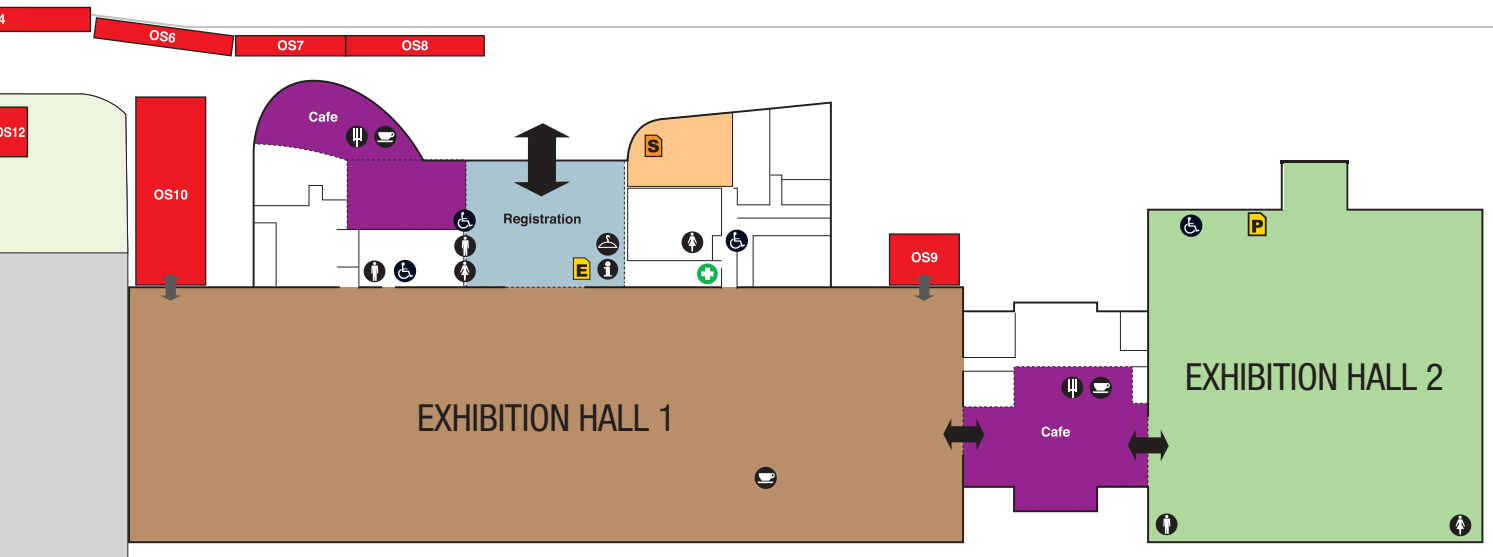 4
OS6
OS7
OS8
Cafe
OS12
S
OS10
Registration
P
E
i
OS9
EXHIBITION HALL 2
EXHIBITION HALL 1
Cafe